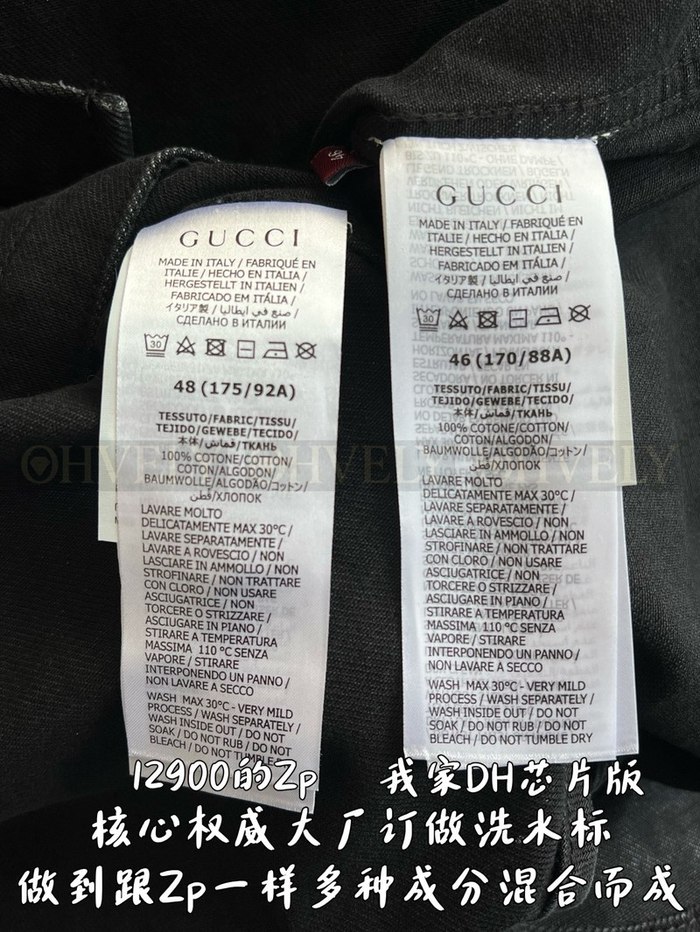 GUCCI
MADE IN ITALY / FABRIQUÉ EN
ITALIE / HECHO EN ITALIA /
HERGESTELLT IN ITALIEN /
FABRICADO EM ITÁLIA /
イタリア製 / صنع في ايطاليا /
СДЕЛАНО В ИТАЛИИ
30
48 (175/92A)
TESSUTO/FABRIC/TISSU/
TEJIDO/GEWEBE/TECIDO/
本体/قماش/ТКАНЬ
100% COTONE/COTTON/
COTON/ALGODON/
BAUMWOLLE/ALGODÃO/コットン/
قطن/ХЛОПОК
LAVARE MOLTO
DELICATAMENTE MAX 30°C /
LAVARE SEPARATAMENTE /
LAVARE A ROVESCIO / NON
LASCIARE IN AMMOLLO / NON
STROFINARE / NON TRATTARE
CON CLORO / NON USARE
ASCIUGATRICE / NON
TORCERE O STRIZZARE /
ASCIUGARE IN PIANO /
STIRARE A TEMPERATURA
MASSIMA 110 °C SENZA
VAPORE / STIRARE
INTERPONENDO UN PANNO /
NON LAVARE A SECCO
WASH MAX 30°C - VERY MILD
PROCESS / WASH SEPARATELY /
WASH INSIDE OUT / DO NOT
SOAK / DO NOT RUB / DO NOT
BLEACH / DO NOT TUMBLE DRY
GUCCI
MADE IN ITALY / FABRIQUÉ EN
ITALIE / HECHO EN ITALIA /
HERGESTELLT IN ITALIEN /
FABRICADO EM ITÁLIA /
イタリア製 / صنع في ايطاليا /
СДЕЛАНО В ИТАЛИИ
30
46 (170/88A)
TESSUTO/FABRIC/TISSU/
TEJIDO/GEWEBE/TECIDO/
本体/قماش/ТКАНЬ
100% COTONE/COTTON/
COTON/ALGODON/
BAUMWOLLE/ALGODÃO/コットン/
قطن/ХЛОПОК
LAVARE MOLTO
DELICATAMENTE MAX 30°C /
LAVARE SEPARATAMENTE /
LAVARE A ROVESCIO / NON
LASCIARE IN AMMOLLO / NON
STROFINARE / NON TRATTARE
CON CLORO / NON USARE
ASCIUGATRICE / NON
TORCERE O STRIZZARE /
ASCIUGARE IN PIANO /
STIRARE A TEMPERATURA
MASSIMA 110 °C SENZA
VAPORE / STIRARE
INTERPONENDO UN PANNO /
NON LAVARE A SECCO
WASH MAX 30°C - VERY MILD
PROCESS / WASH SEPARATELY /
WASH INSIDE OUT / DO NOT
SOAK / DO NOT RUB / DO NOT
BLEACH / DO NOT TUMBLE DRY
12900的Zp 我家DH芯片版
核心权威大厂订做洗水标
做到跟Zp一样多种成分混合而成